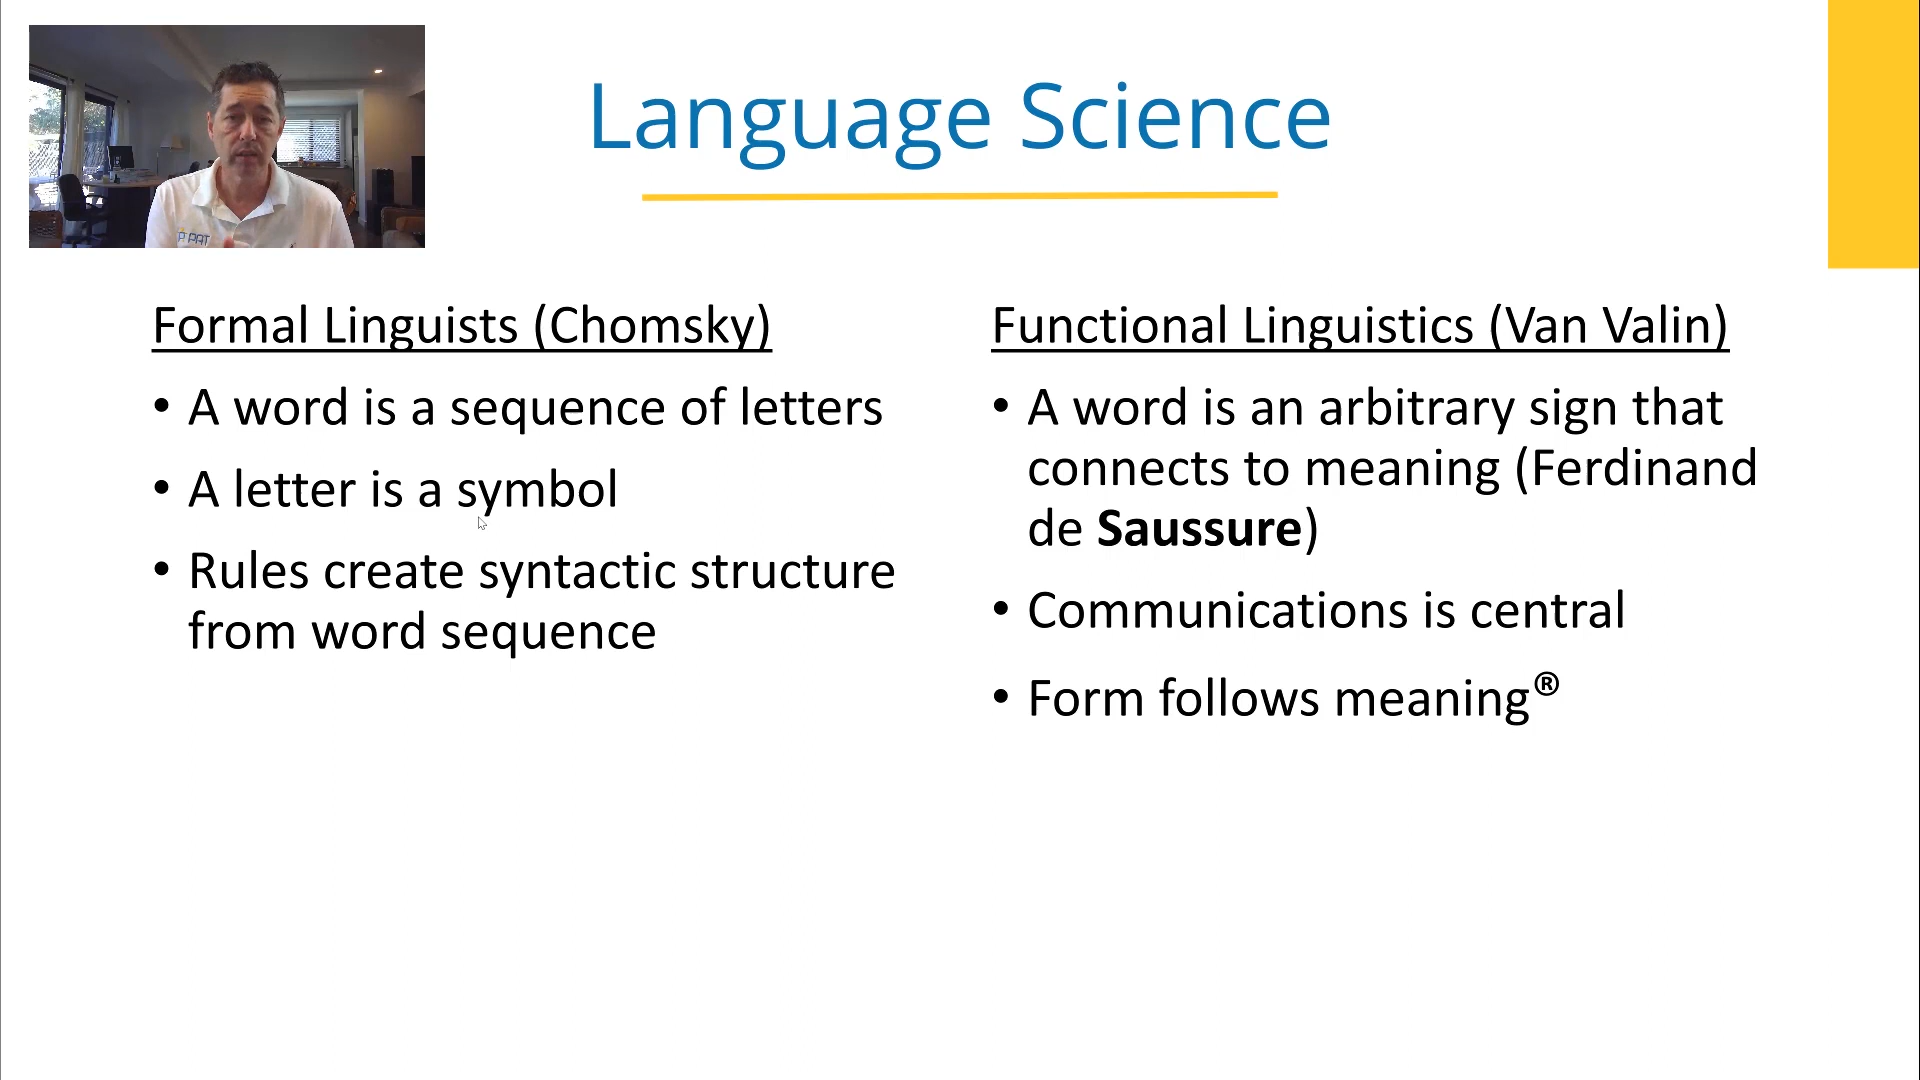 Language Science
PAT
Formal Linguists (Chomsky)
• A word is a sequence of letters
• A letter is a symbol
• Rules create syntactic structure
from word sequence
Functional Linguistics (Van Valin)
• A word is an arbitrary sign that
connects to meaning (Ferdinand
de Saussure)
• Communications is central
• Form follows meaning®